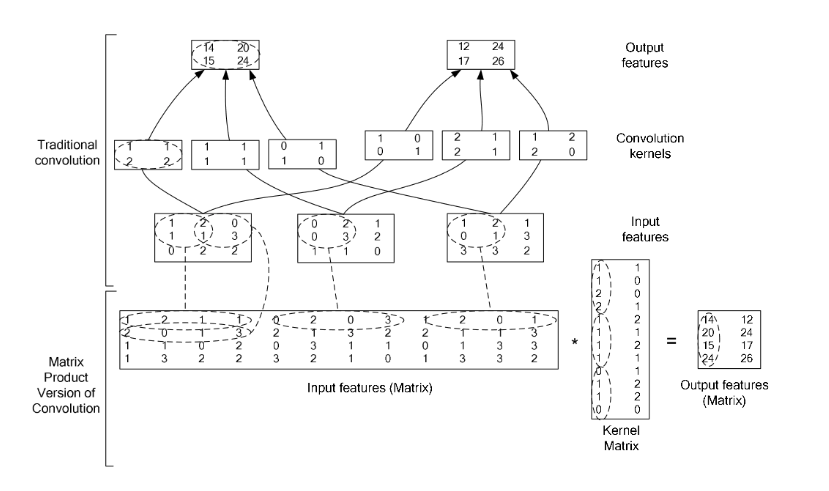 14 20
15 24
12 24
17 26
Output
features
Traditional
convolution
1 1
2 2
1 1
1 1
0 1
1 0
1 0
0 1
2 1
2 1
1 2
2 0
Convolution
kernels
1 2 0
1 1 3
0 2 2
0 2 1
0 3 2
1 1 0
1 2 1
0 1 3
3 3 2
Input
features
Matrix
Product
Version of
Convolution
1 2 1 1 0 2 0 3 1 2 0 1
2 0 1 3 2 1 3 2 2 1 1 3
1 1 0 2 0 3 1 1 0 1 3 3
1 3 2 2 3 2 1 0 1 3 3 2
Input features (Matrix)
*
1 1
1 0
2 0
2 1
1 2
1 1
1 2
1 1
0 1
1 2
1 2
0 0
Kernel
Matrix
=
14 12
20 24
15 17
24 26
Output features
(Matrix)